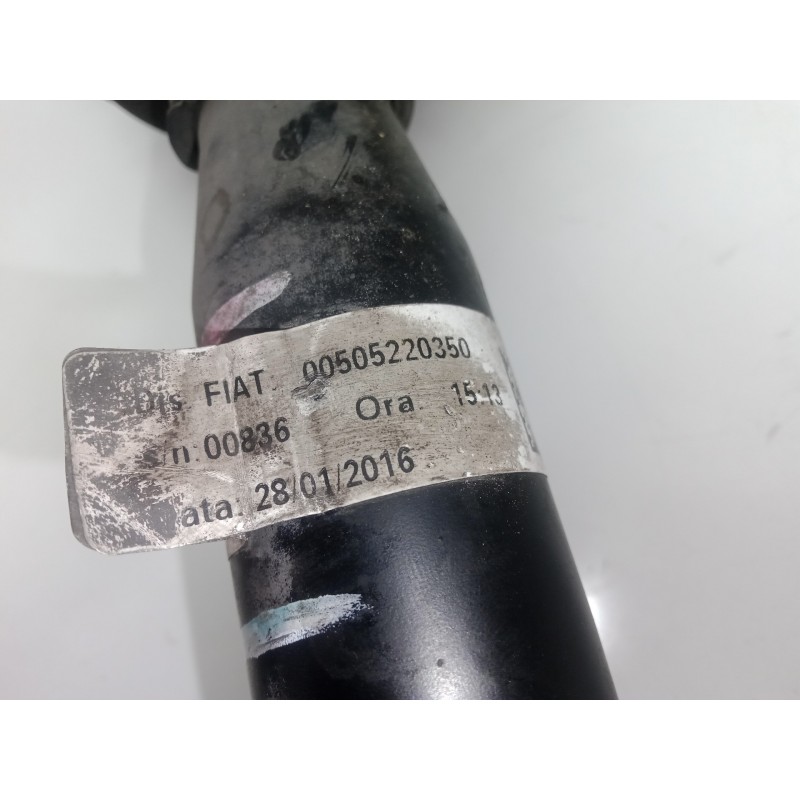 Dis FIAT. 00505220350
s/n: 00836 Ora. 15:13
ata: 28/01/2016